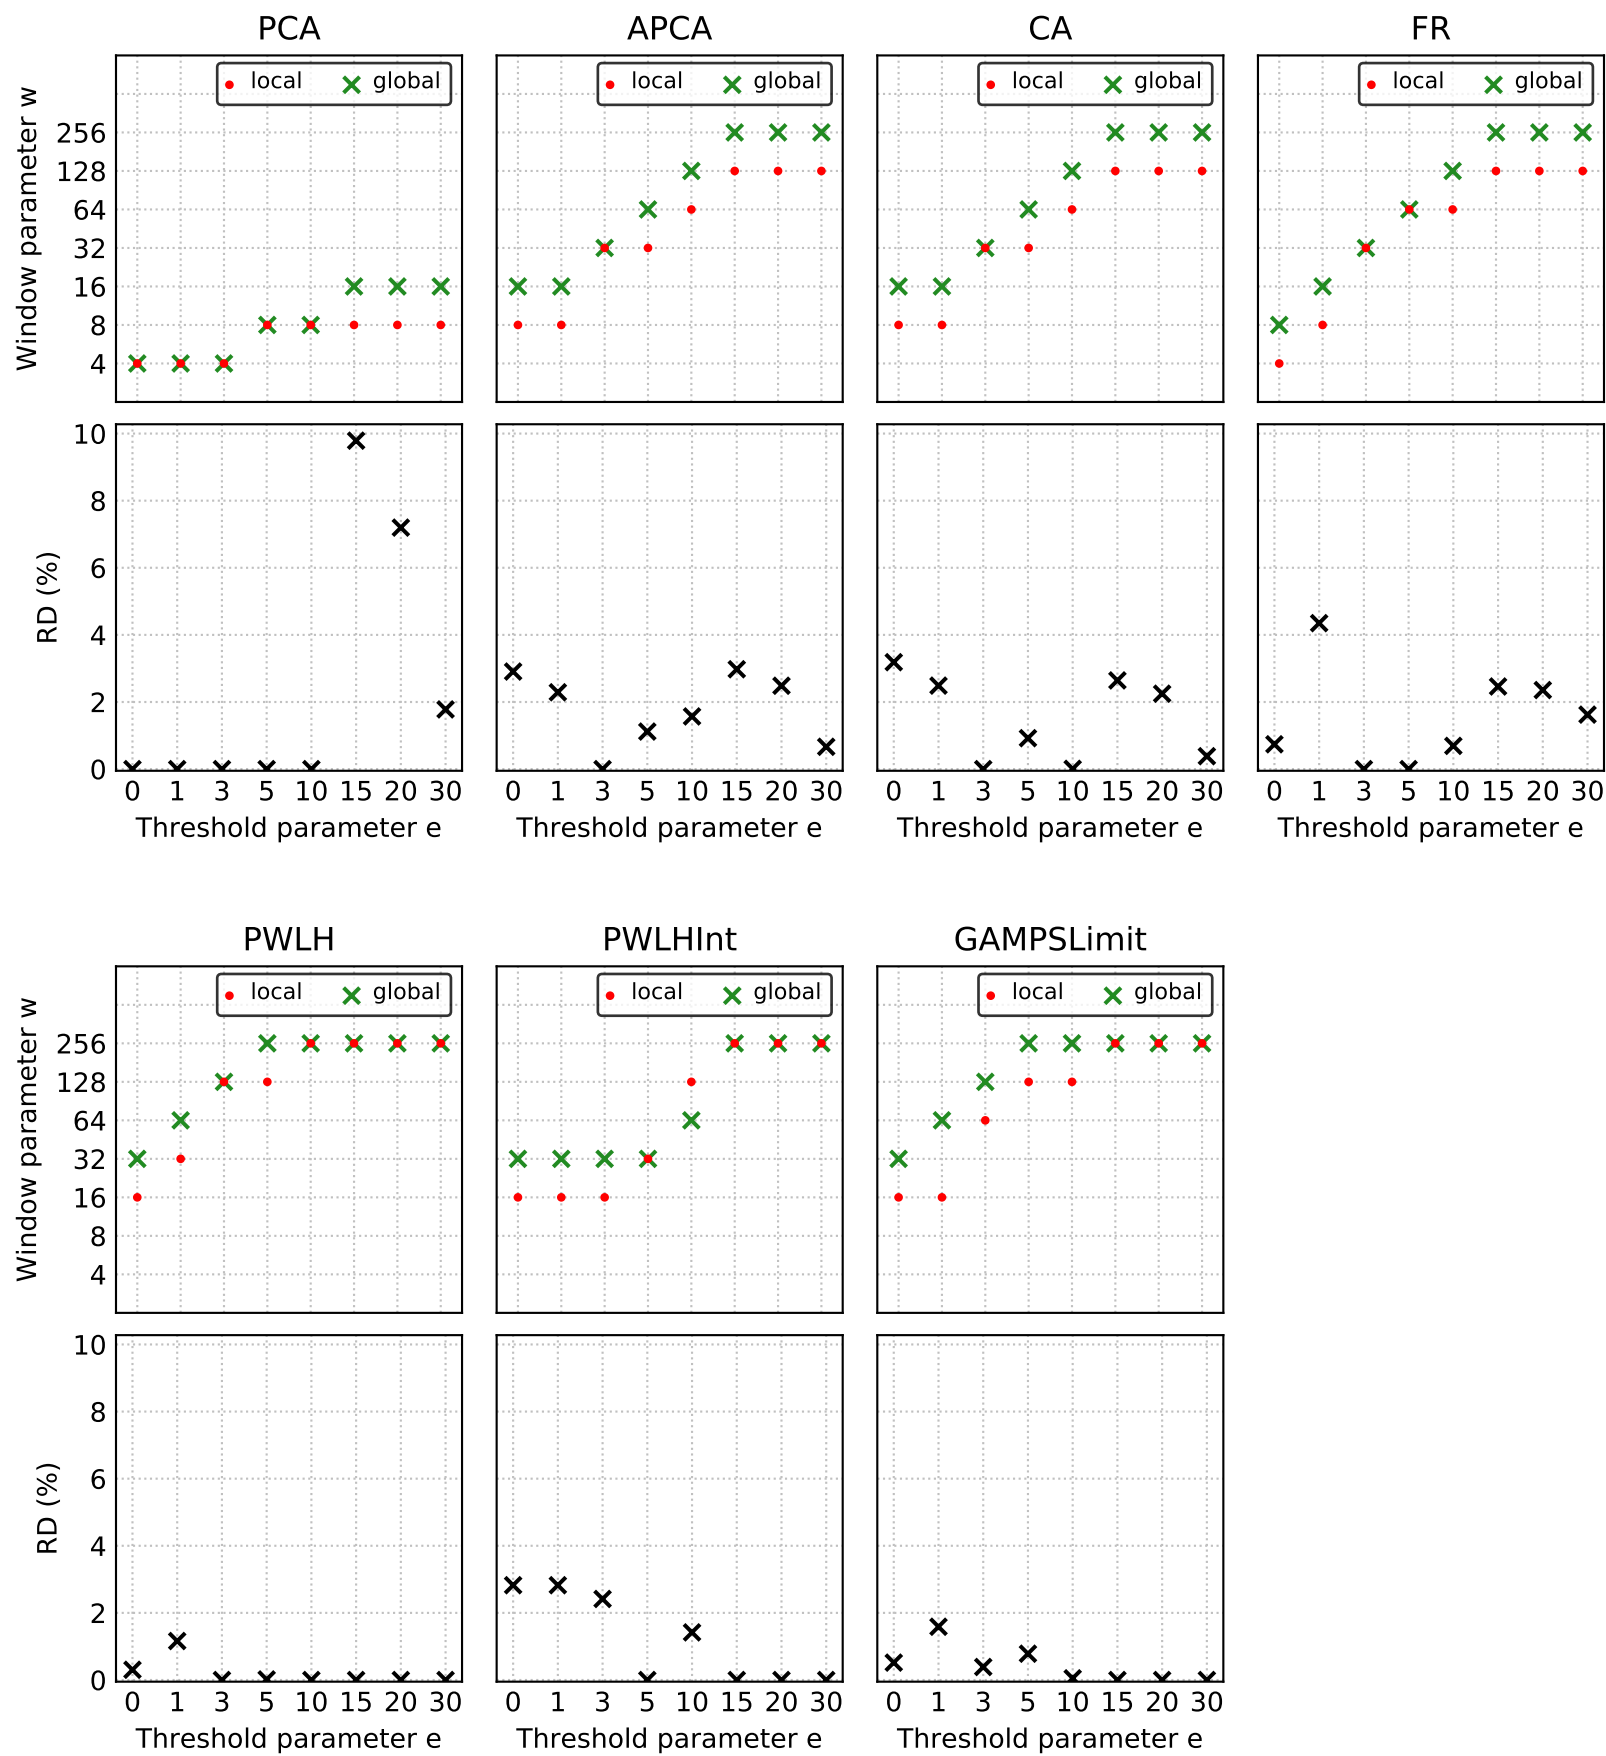 PCA APCA CA FR
local global local global local global local global
Window parameter w
256
128
64
32
16
8
4
RD (%)
10
8
6
4
2
0
0 1 3 5 10 15 20 30 0 1 3 5 10 15 20 30 0 1 3 5 10 15 20 30 0 1 3 5 10 15 20 30
Threshold parameter e Threshold parameter e Threshold parameter e Threshold parameter e
PWLH PWLHInt GAMPSLimit
local global local global local global
Window parameter w
256
128
64
32
16
8
4
RD (%)
10
8
6
4
2
0
0 1 3 5 10 15 20 30 0 1 3 5 10 15 20 30 0 1 3 5 10 15 20 30
Threshold parameter e Threshold parameter e Threshold parameter e